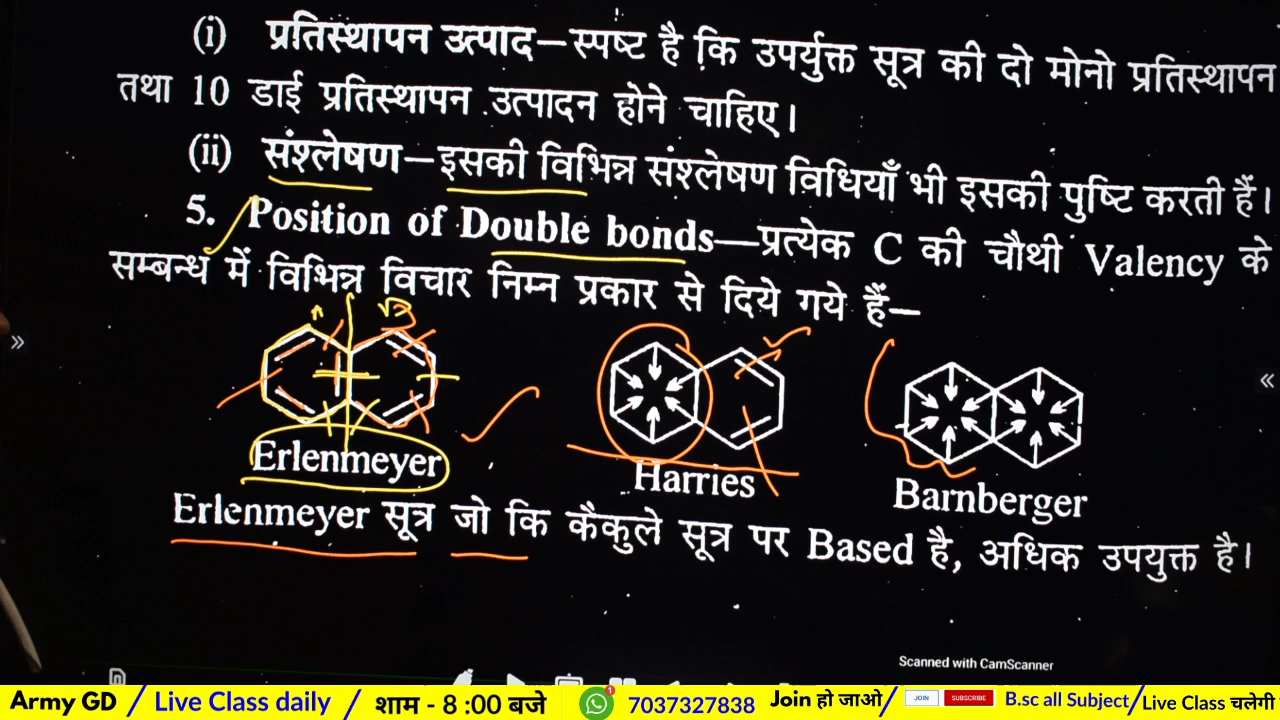 (i) प्रतिस्थापन उत्पाद—स्पष्ट है कि उपर्युक्त सूत्र की दो मोनो प्रतिस्थापन
तथा 10 डाई प्रतिस्थापन उत्पादन होने चाहिए।
(ii) संश्लेषण—इसकी विभिन्न संश्लेषण विधियाँ भी इसकी पुष्टि करती हैं।
5. Position of Double bonds—प्रत्येक C की चौथी Valency के
सम्बन्ध में विभिन्न विचार निम्न प्रकार से दिये गये हैं—
Erlenmeyer Harries Barnberger
Erlenmeyer सूत्र जो कि कैकुले सूत्र पर Based है, अधिक उपयुक्त है।
Scanned with CamScanner
Army GD / Live Class daily / शाम - 8 :00 बजे 1 7037327838 Join हो जाओ/ JOIN SUBSCRIBE B.sc all Subject/Live Class चलेगी